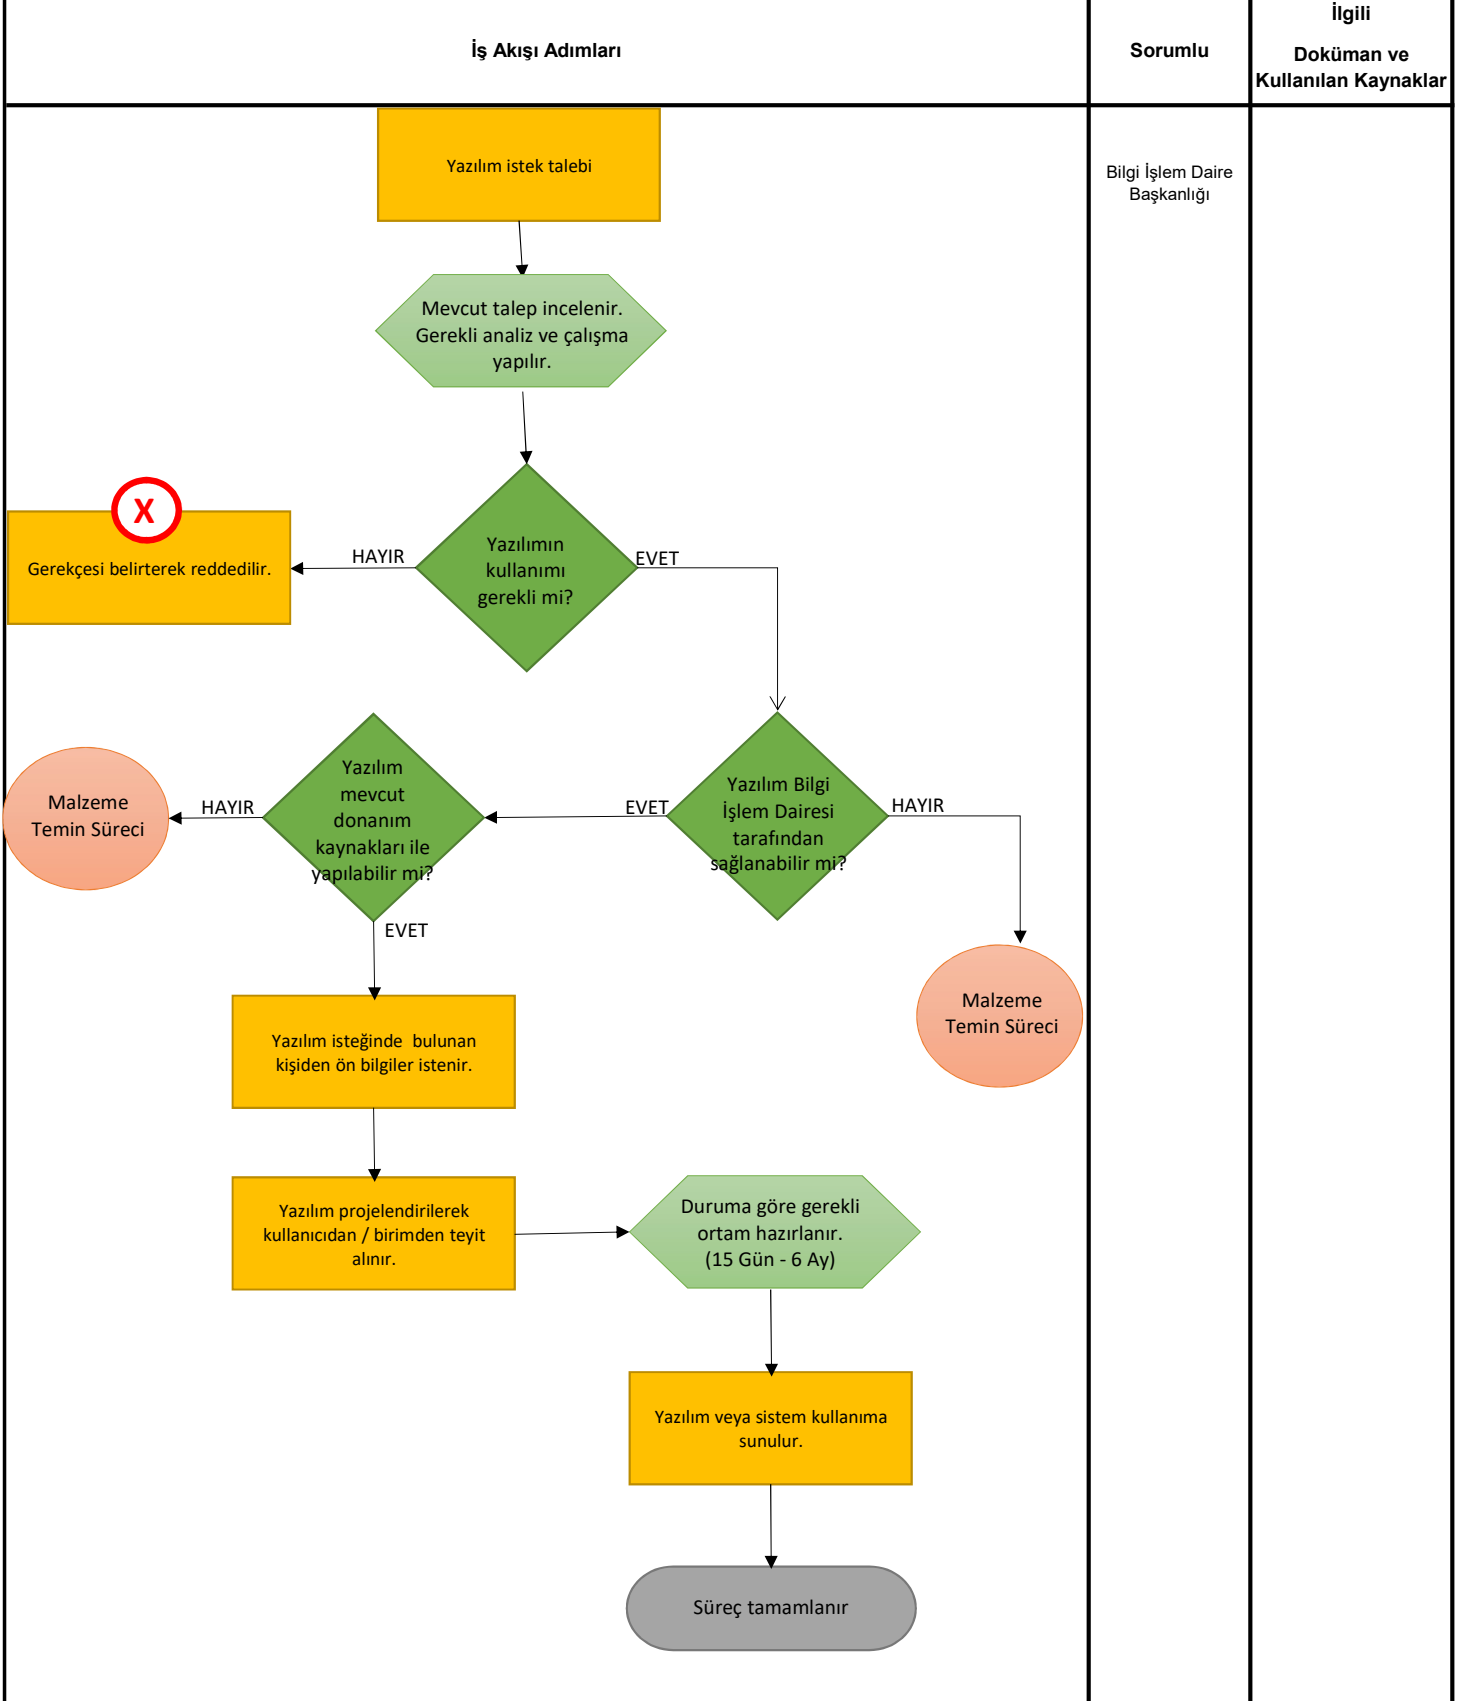 İş Akışı Adımları
Sorumlu
İlgili
Doküman ve
Kullanılan Kaynaklar
Yazılım istek talebi
Bilgi İşlem Daire
Başkanlığı
Mevcut talep incelenir.
Gerekli analiz ve çalışma
yapılır.
X
Gerekçesi belirterek reddedilir.
HAYIR
Yazılımın
kullanımı
gerekli mi?
EVET
Malzeme
Temin Süreci
HAYIR
Yazılım
mevcut
donanım
kaynakları ile
yapılabilir mi?
EVET
Yazılım Bilgi
İşlem Dairesi
tarafından
sağlanabilir mi?
HAYIR
EVET
Malzeme
Temin Süreci
Yazılım isteğinde  bulunan
kişiden ön bilgiler istenir.
Yazılım projelendirilerek
kullanıcıdan / birimden teyit
alınır.
Duruma göre gerekli
ortam hazırlanır.
(15 Gün - 6 Ay)
Yazılım veya sistem kullanıma
sunulur.
Süreç tamamlanır